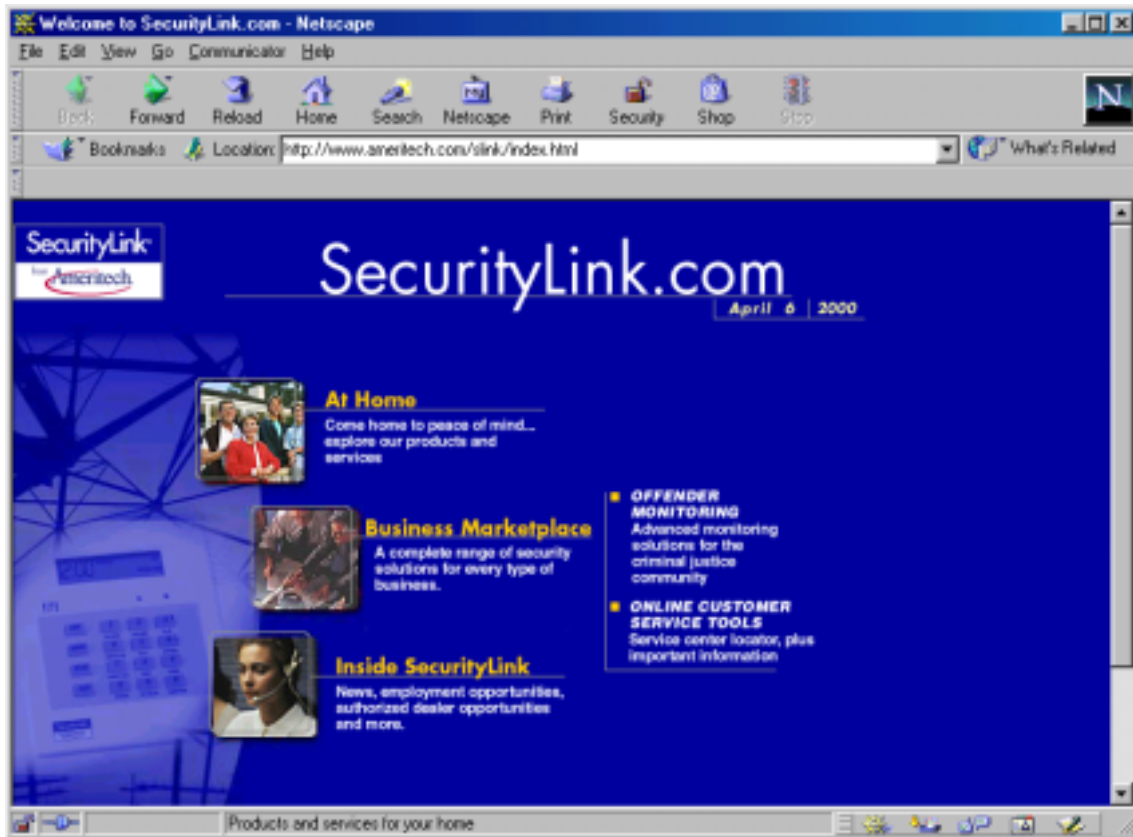 Welcome to SecurityLink.com - Netscape
File Edit View Go Communicator Help
Back Forward Reload Home Search Netscape Print Security Shop Stop
Bookmarks Location: http://www.ameritech.com/slink/index.html What's Related
SecurityLink
from Ameritech
SecurityLink.com
April 6 2000
At Home
Come home to peace of mind...
explore our products and
services
Business Marketplace
A complete range of security
solutions for every type of
business.
Inside SecurityLink
News, employment opportunities,
authorized dealer opportunities
and more.
OFFENDER
MONITORING
Advanced monitoring
solutions for the
criminal justice
community
ONLINE CUSTOMER
SERVICE TOOLS
Service center locator, plus
important information
Products and services for your home